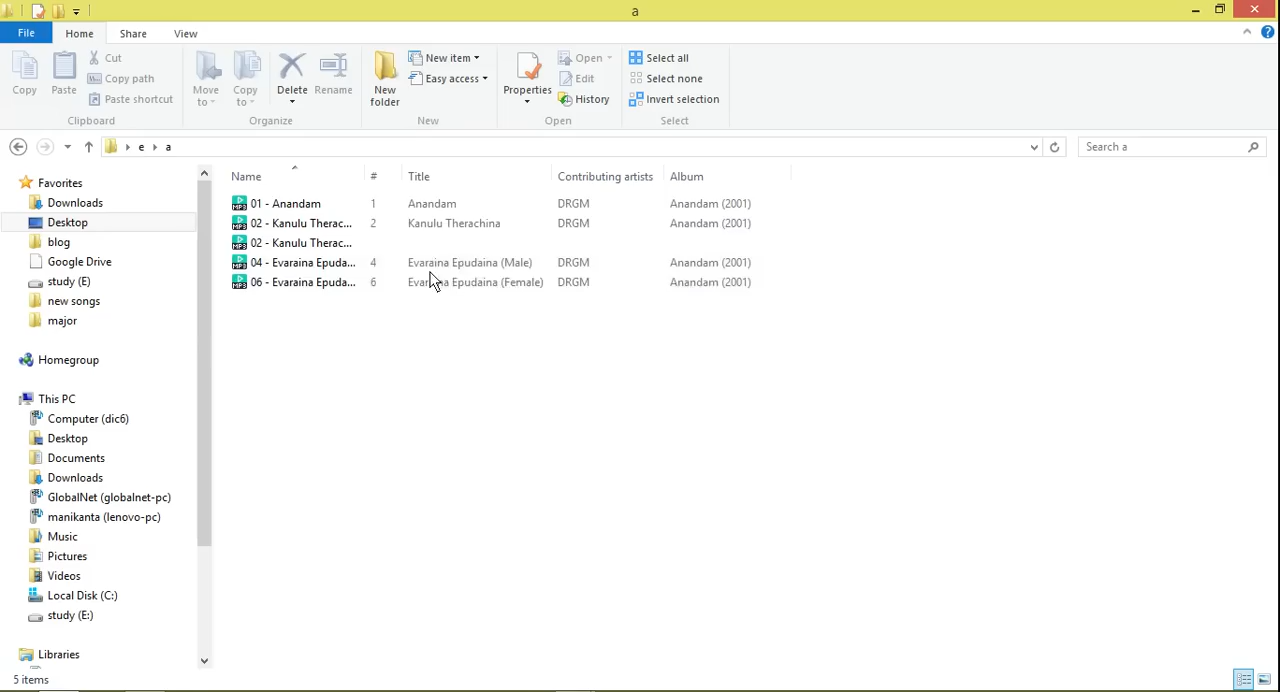 a
File Home Share View
Copy Paste Cut Copy path Paste shortcut
Clipboard
Move to Copy to Delete Rename
Organize
New folder New item Easy access
New
Properties Open Edit History
Open
Select all Select none Invert selection
Select
e a Search a
Favorites
Downloads
Desktop
blog
Google Drive
study (E)
new songs
major
Homegroup
This PC
Computer (dic6)
Desktop
Documents
Downloads
GlobalNet (globalnet-pc)
manikanta (lenovo-pc)
Music
Pictures
Videos
Local Disk (C:)
study (E:)
Libraries
Name # Title Contributing artists Album
MP3 01 - Anandam 1 Anandam DRGM Anandam (2001)
MP3 02 - Kanulu Therac... 2 Kanulu Therachina DRGM Anandam (2001)
MP3 02 - Kanulu Therac...
MP3 04 - Evaraina Epuda... 4 Evaraina Epudaina (Male) DRGM Anandam (2001)
MP3 06 - Evaraina Epuda... 6 Evaraina Epudaina (Female) DRGM Anandam (2001)
5 items